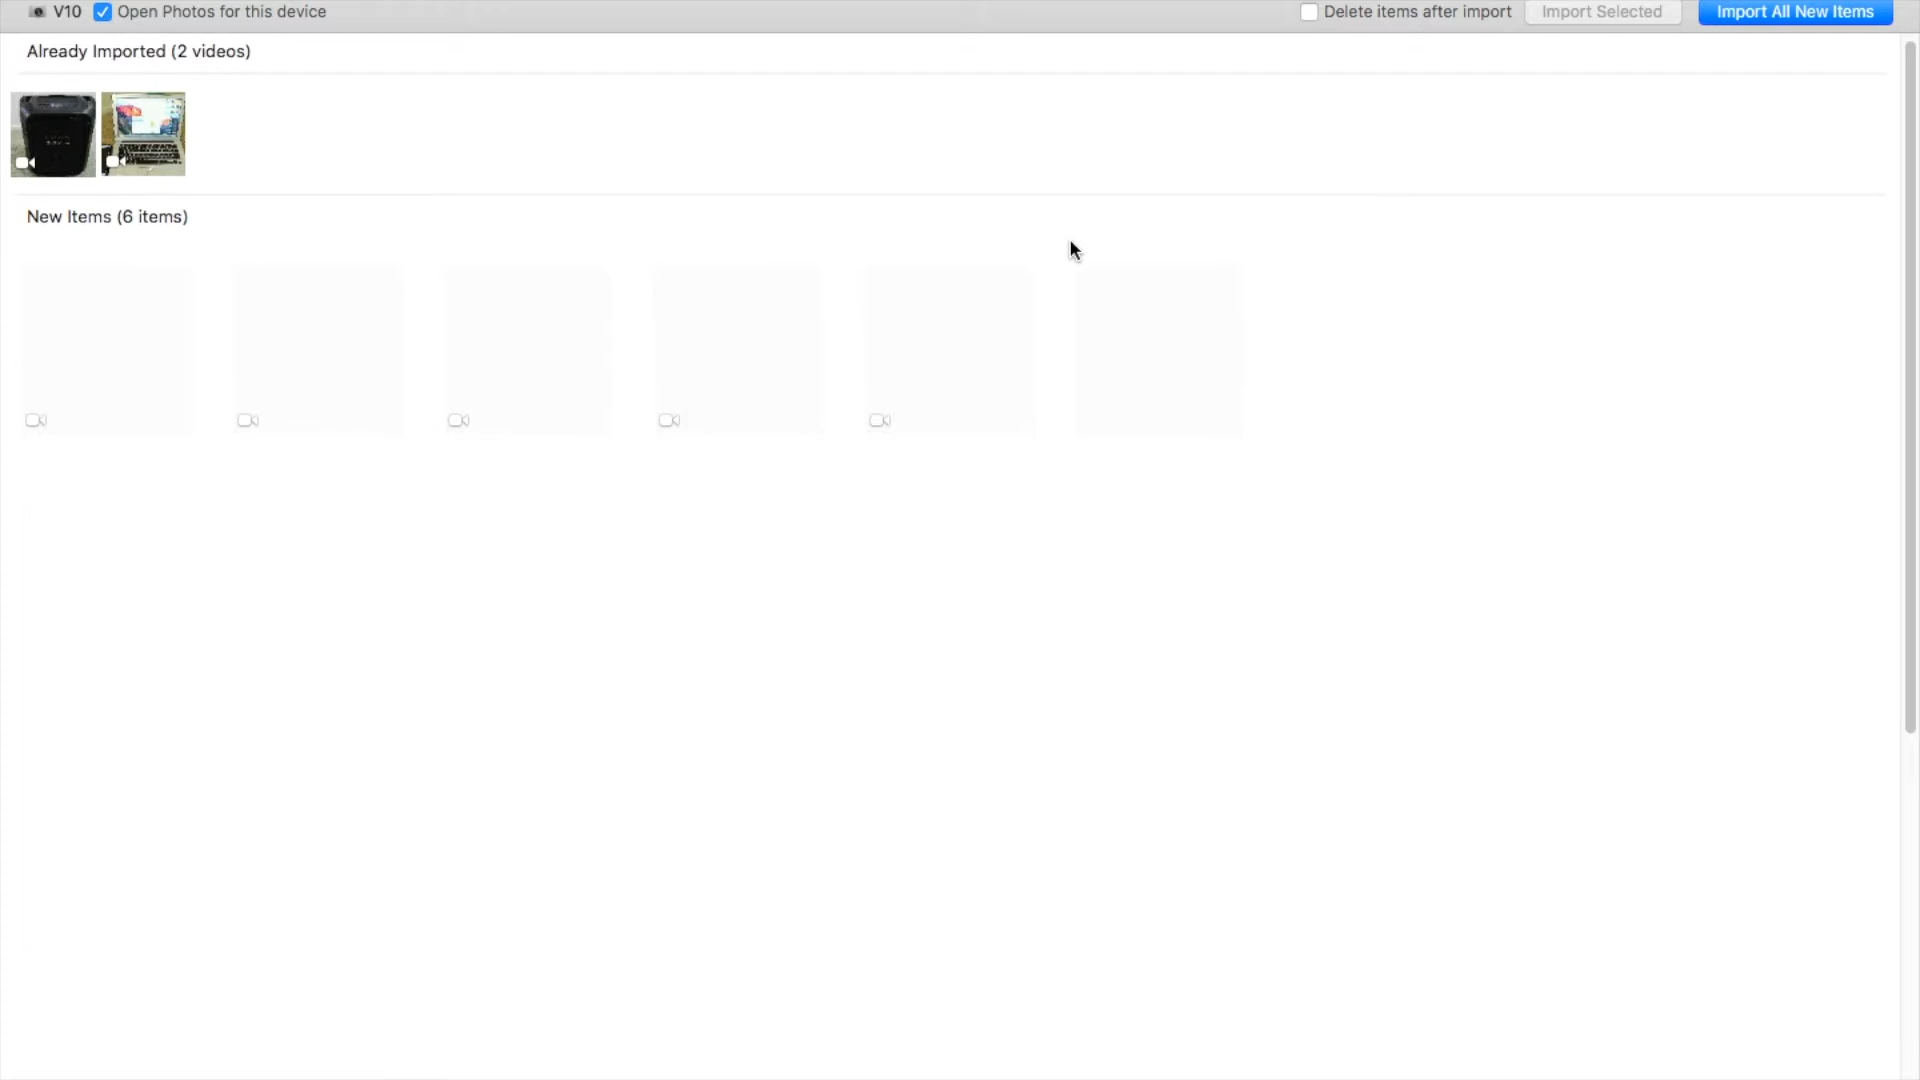 V10 Open Photos for this device Delete items after import Import Selected Import All New Items
Already Imported (2 videos)
New Items (6 items)